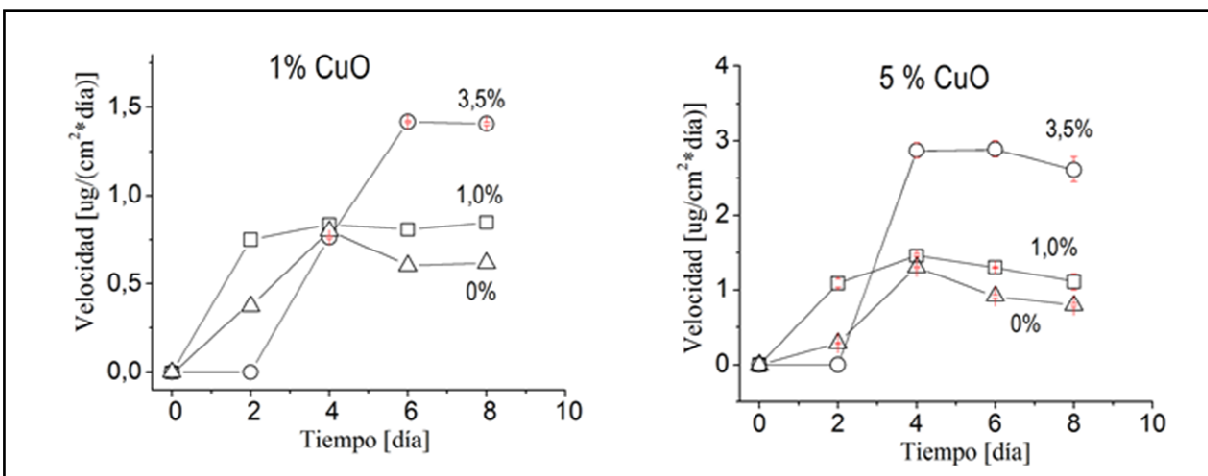 1% CuO
Velocidad [ug/(cm²*día)]
1,5
1,0
0,5
0,0
3,5%
1,0%
0%
0 2 4 6 8 10
Tiempo [día]
5 % CuO
Velocidad [ug/cm²*día)]
4
3
2
1
0
3,5%
1,0%
0%
0 2 4 6 8 10
Tiempo [día]